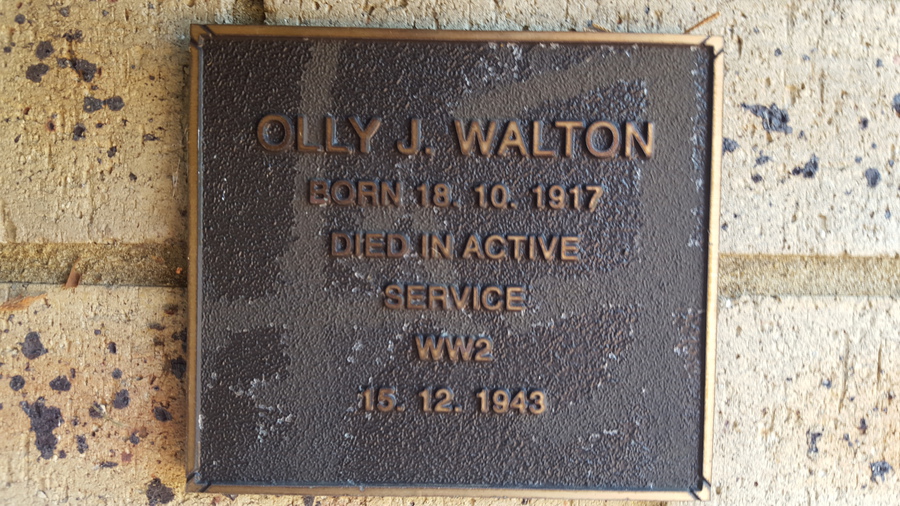 OLLY J. WALTON
BORN 18. 10. 1917
DIED IN ACTIVE
SERVICE
WW2
15. 12. 1943